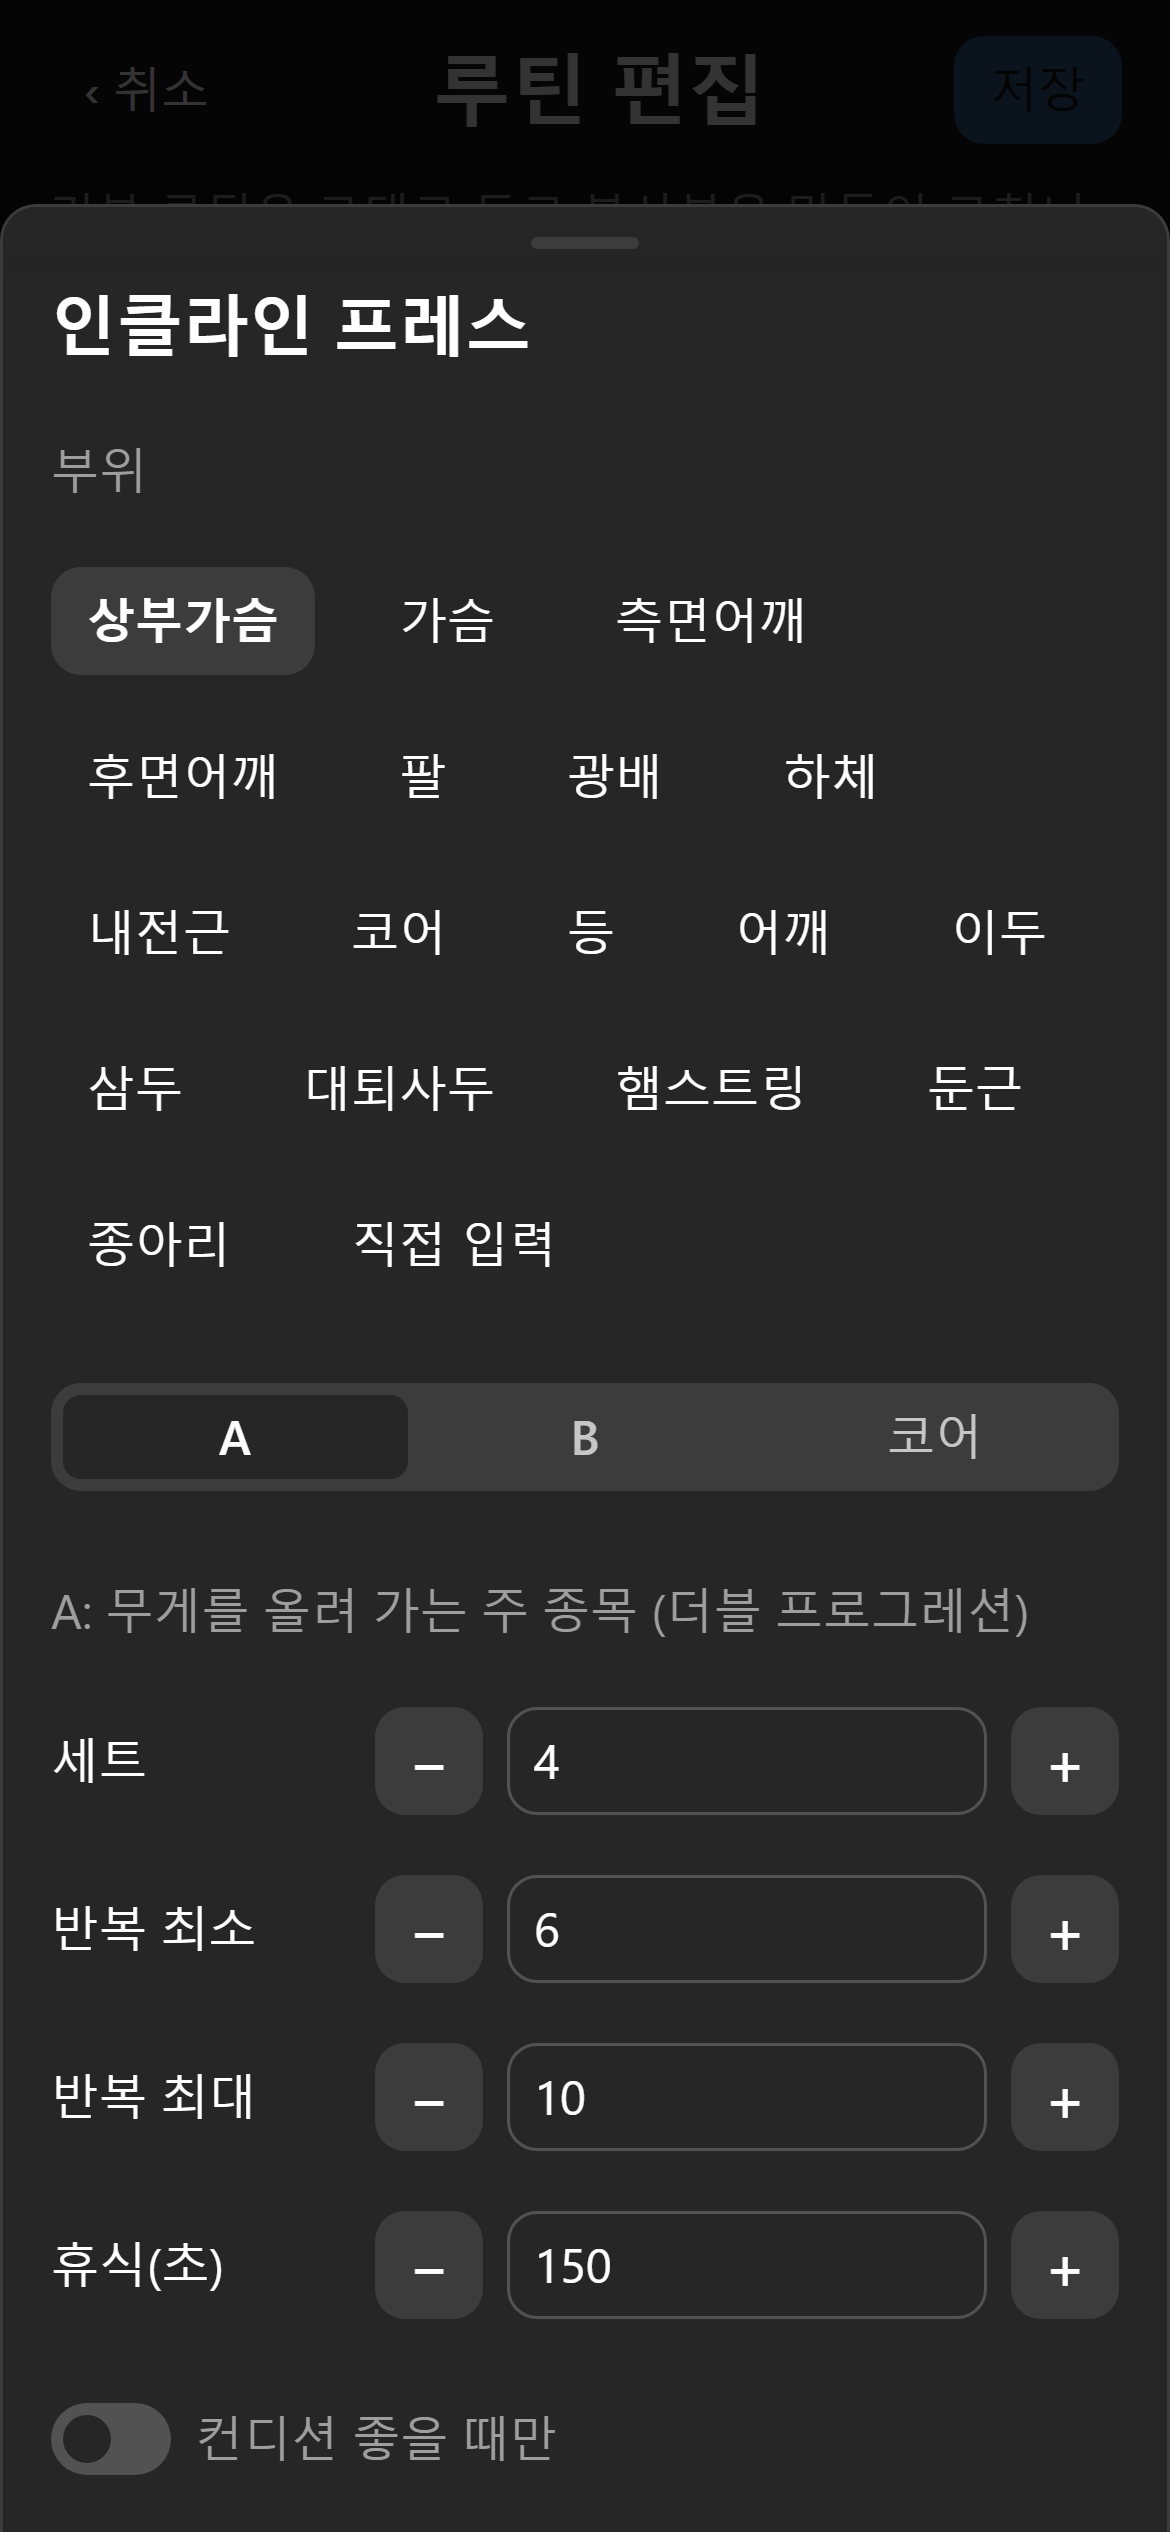 ‹ 취소
루틴 편집
저장
인클라인 프레스
부위
상부가슴 가슴 측면어깨
후면어깨 팔 광배 하체
내전근 코어 등 어깨 이두
삼두 대퇴사두 햄스트링 둔근
종아리 직접 입력
A B 코어
A: 무게를 올려 가는 주 종목 (더블 프로그레션)
세트 − 4 +
반복 최소 − 6 +
반복 최대 − 10 +
휴식(초) − 150 +
컨디션 좋을 때만